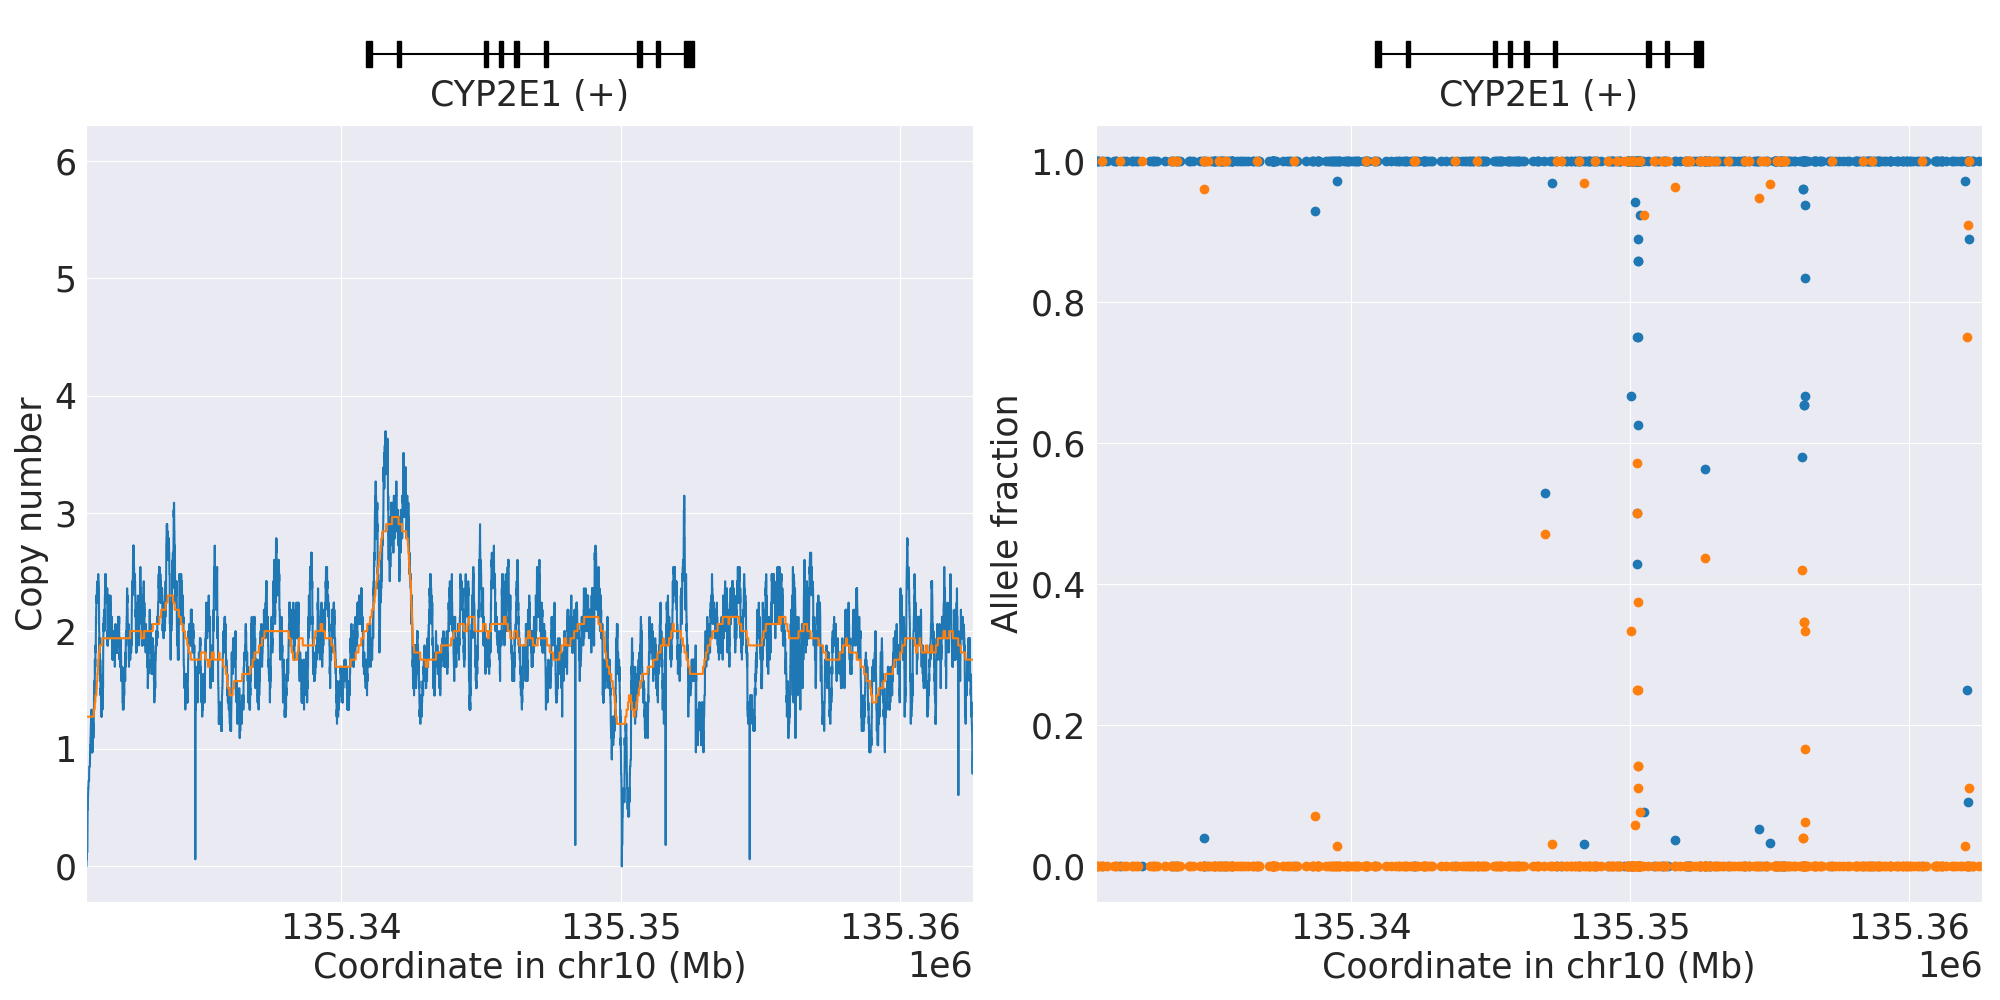 CYP2E1 (+)
6
5
4
3
2
1
0
Copy number
135.34 135.35 135.36
Coordinate in chr10 (Mb)
1e6
CYP2E1 (+)
1.0
0.8
0.6
0.4
0.2
0.0
Allele fraction
135.34 135.35 135.36
Coordinate in chr10 (Mb)
1e6